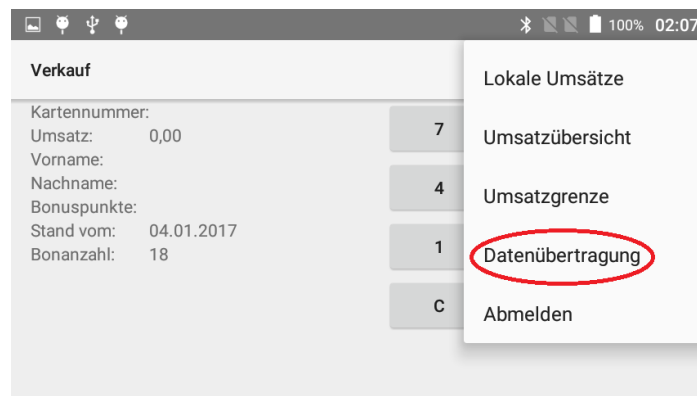 100% 02:07
Verkauf
Kartennummer:
Umsatz: 0,00
Vorname:
Nachname:
Bonuspunkte:
Stand vom: 04.01.2017
Bonanzahl: 18
7
4
1
C
Lokale Umsätze
Umsatzübersicht
Umsatzgrenze
Datenübertragung
Abmelden